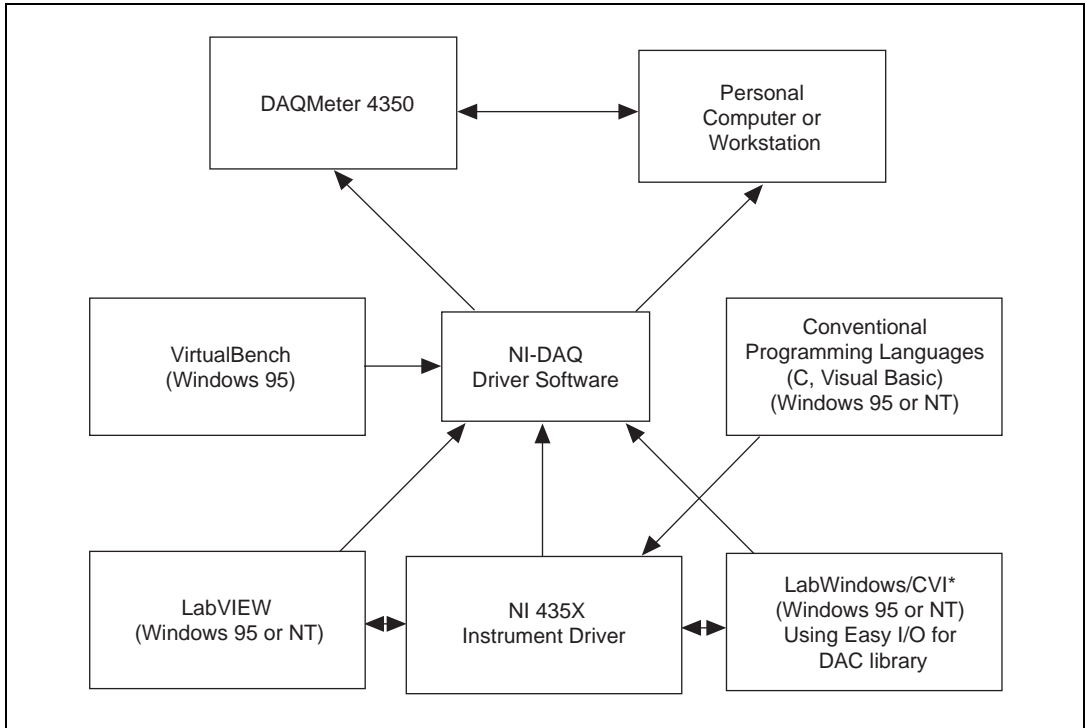 DAQMeter 4350
Personal
Computer or
Workstation
VirtualBench
(Windows 95)
NI-DAQ
Driver Software
Conventional
Programming Languages
(C, Visual Basic)
(Windows 95 or NT)
LabVIEW
(Windows 95 or NT)
NI 435X
Instrument Driver
LabWindows/CVI*
(Windows 95 or NT)
Using Easy I/O for
DAC library